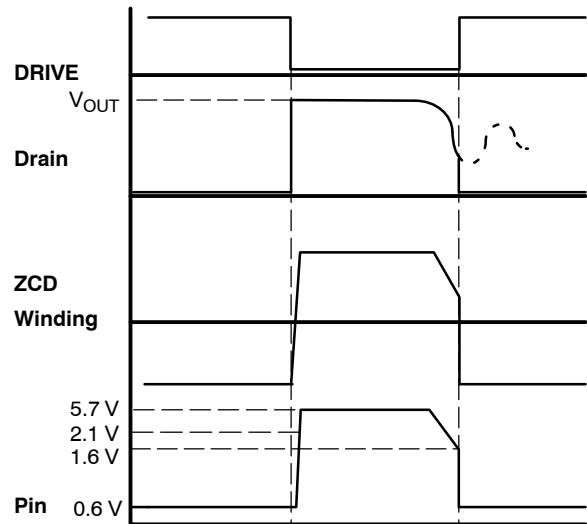 DRIVE
VOUT
Drain
ZCD
Winding
5.7 V
2.1 V
1.6 V
Pin 0.6 V